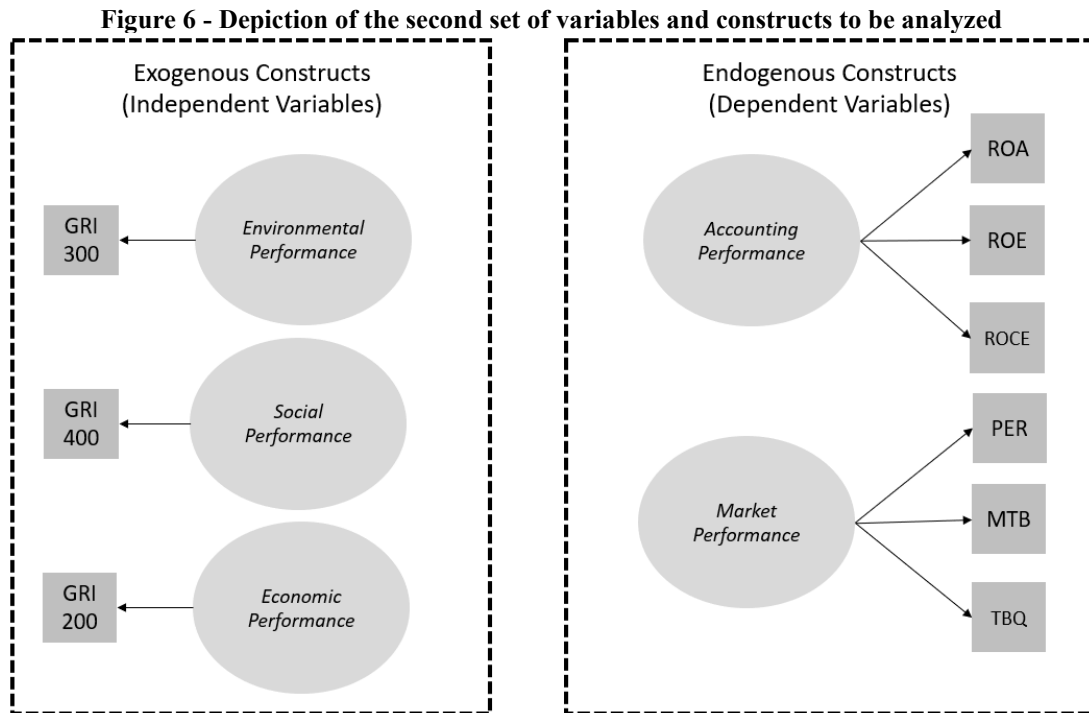 Figure 6 - Depiction of the second set of variables and constructs to be analyzed
Exogenous Constructs
(Independent Variables)
GRI
300
Environmental
Performance
GRI
400
Social
Performance
GRI
200
Economic
Performance
Endogenous Constructs
(Dependent Variables)
Accounting
Performance
ROA
ROE
ROCE
Market
Performance
PER
MTB
TBQ